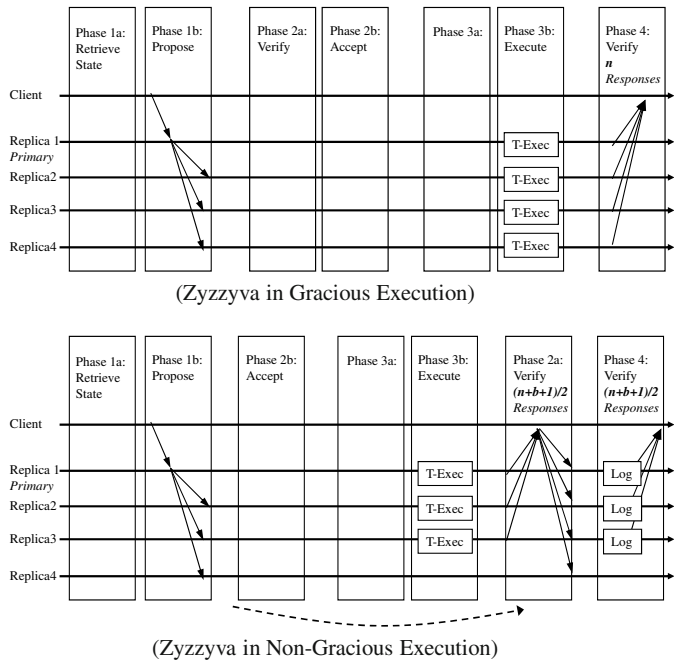 Phase 1a:
Retrieve
State
Phase 1b:
Propose
Phase 2a:
Verify
Phase 2b:
Accept
Phase 3a:
Phase 3b:
Execute
Phase 4:
Verify
n
Responses
Client
Replica 1
Primary
T-Exec
Replica2
T-Exec
Replica3
T-Exec
Replica4
T-Exec
(Zyzzyva in Gracious Execution)
Phase 1a:
Retrieve
State
Phase 1b:
Propose
Phase 2b:
Accept
Phase 3a:
Phase 3b:
Execute
Phase 2a:
Verify
(n+b+1)/2
Responses
Phase 4:
Verify
(n+b+1)/2
Responses
Client
Replica 1
Primary
T-Exec
Log
Replica2
T-Exec
Log
Replica3
T-Exec
Log
Replica4
(Zyzzyva in Non-Gracious Execution)